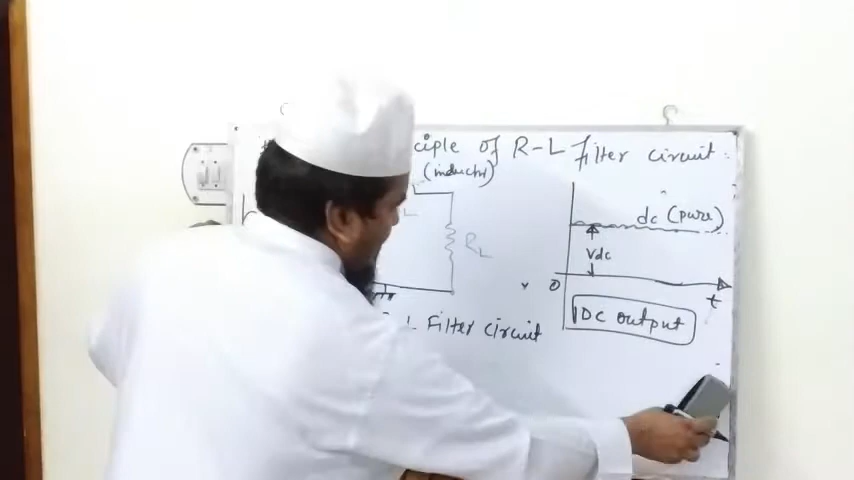 ciple of R-L filter circuit :
(inductor)
L
RL
dc (pure)
Vdc
0
t
DC output
L Filter circuit